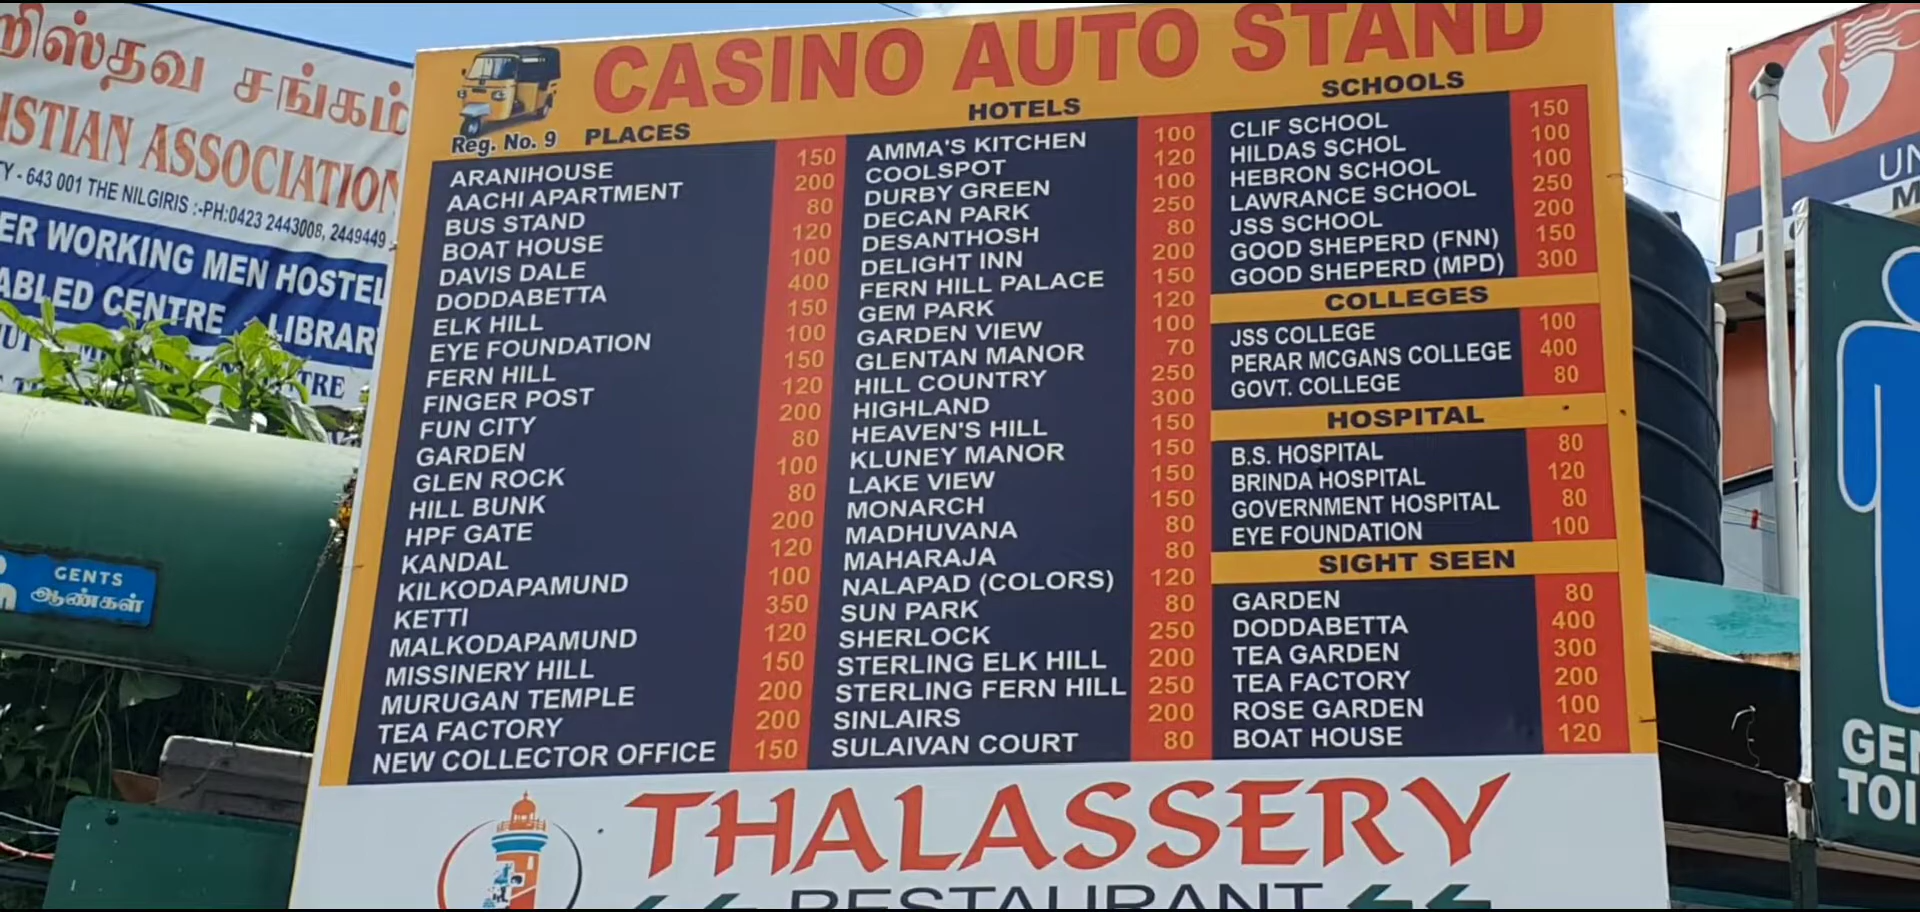 றிஸ்தவ சங்கம்
ISTIAN ASSOCIATION
TY - 643 001 THE NILGIRIS :-PH:0423 2443008, 2449449
ER WORKING MEN HOSTEL
ABLED CENTRE LIBRAR
GENTS
ஆண்கள்
CASINO AUTO STAND
Reg. No. 9
PLACES
ARANIHOUSE 150
AACHI APARTMENT 200
BUS STAND 80
BOAT HOUSE 120
DAVIS DALE 100
DODDABETTA 400
ELK HILL 150
EYE FOUNDATION 100
FERN HILL 150
FINGER POST 120
FUN CITY 200
GARDEN 80
GLEN ROCK 100
HILL BUNK 80
HPF GATE 200
KANDAL 120
KILKODAPAMUND 100
KETTI 350
MALKODAPAMUND 120
MISSINERY HILL 150
MURUGAN TEMPLE 200
TEA FACTORY 200
NEW COLLECTOR OFFICE 150
HOTELS
AMMA'S KITCHEN 100
COOLSPOT 120
DURBY GREEN 100
DECAN PARK 250
DESANTHOSH 80
DELIGHT INN 200
FERN HILL PALACE 150
GEM PARK 120
GARDEN VIEW 100
GLENTAN MANOR 70
HILL COUNTRY 250
HIGHLAND 300
HEAVEN'S HILL 150
KLUNEY MANOR 150
LAKE VIEW 150
MONARCH 150
MADHUVANA 80
MAHARAJA 80
NALAPAD (COLORS) 120
SUN PARK 80
SHERLOCK 250
STERLING ELK HILL 200
STERLING FERN HILL 250
SINLAIRS 200
SULAIVAN COURT 80
SCHOOLS
CLIF SCHOOL 150
HILDAS SCHOL 100
HEBRON SCHOOL 100
LAWRANCE SCHOOL 250
JSS SCHOOL 200
GOOD SHEPERD (FNN) 150
GOOD SHEPERD (MPD) 300
COLLEGES
JSS COLLEGE 100
PERAR MCGANS COLLEGE 400
GOVT. COLLEGE 80
HOSPITAL
B.S. HOSPITAL 80
BRINDA HOSPITAL 120
GOVERNMENT HOSPITAL 80
EYE FOUNDATION 100
SIGHT SEEN
GARDEN 80
DODDABETTA 400
TEA GARDEN 300
TEA FACTORY 200
ROSE GARDEN 100
BOAT HOUSE 120
THALASSERY
RESTAURANT
UN
GEN
TOI